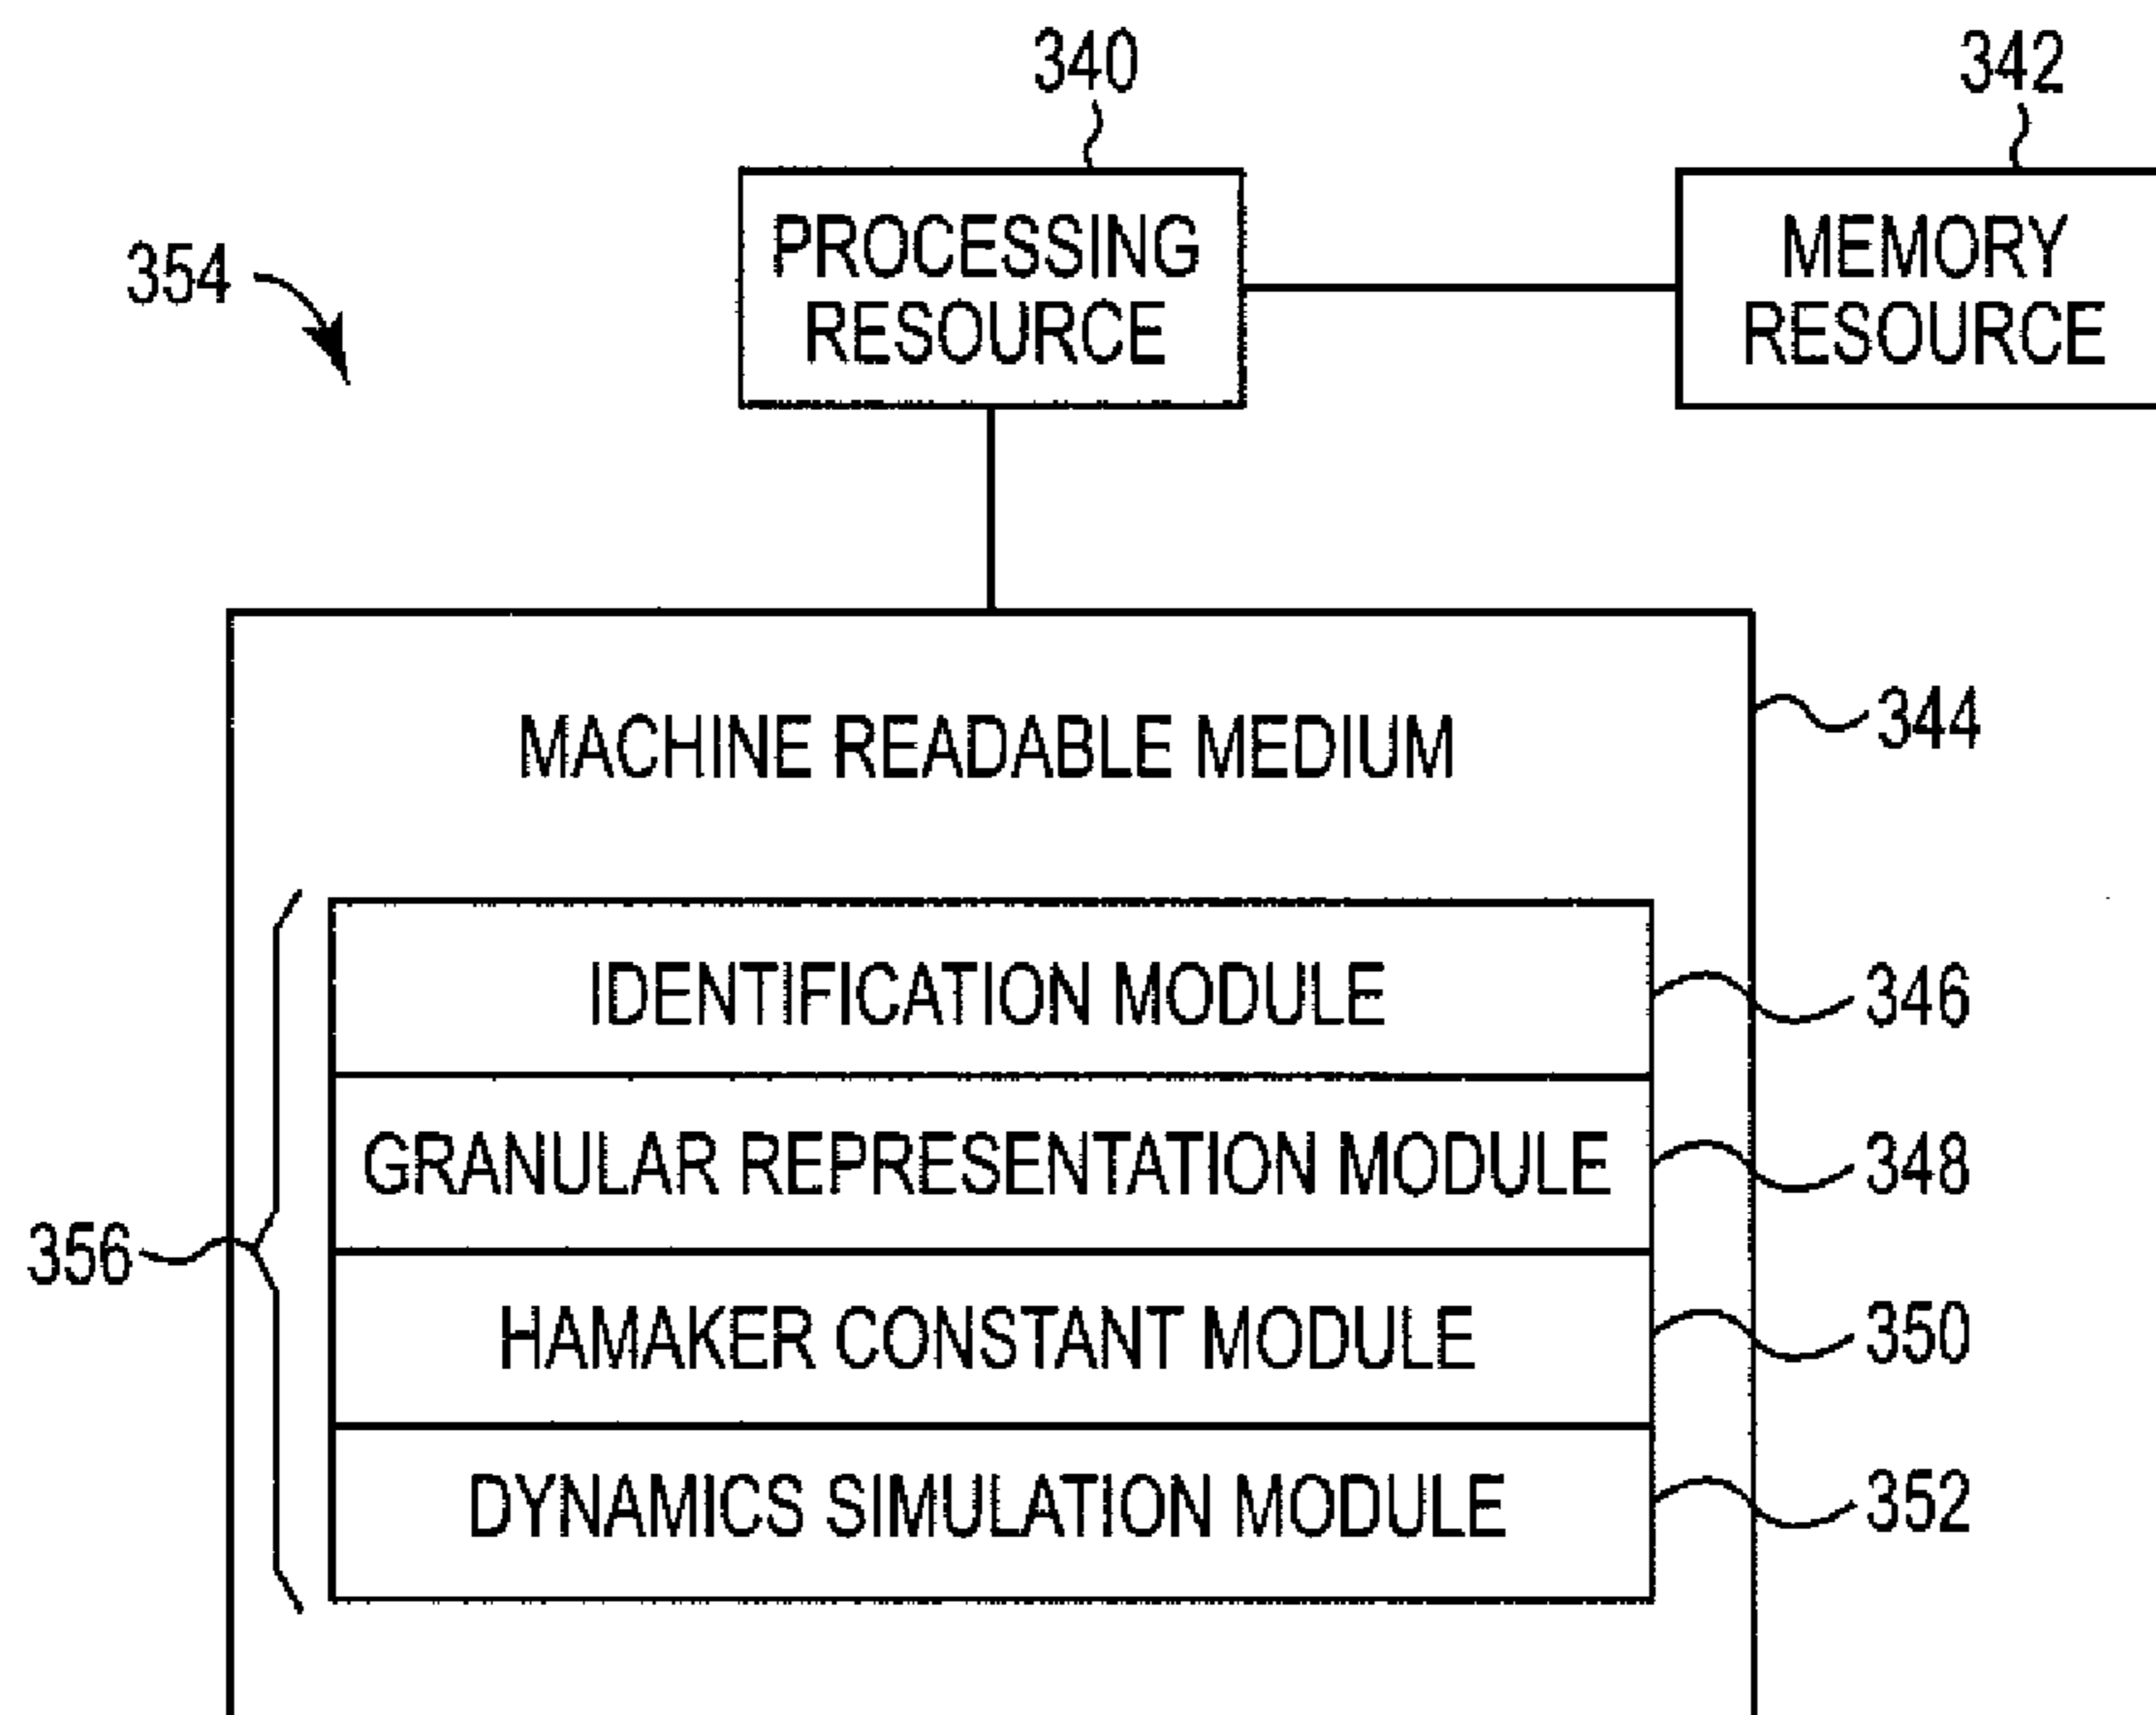 340
342
354
PROCESSING
RESOURCE
MEMORY
RESOURCE
MACHINE READABLE MEDIUM
344
IDENTIFICATION MODULE
346
GRANULAR REPRESENTATION MODULE
348
356
HAMAKER CONSTANT MODULE
350
DYNAMICS SIMULATION MODULE
352